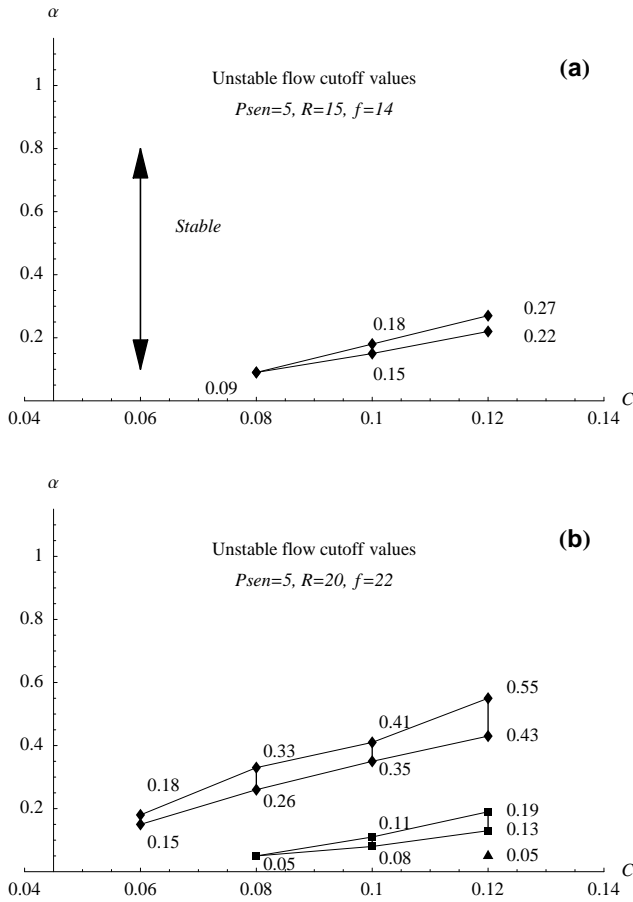 α
(a)
Unstable flow cutoff values
Psen=5, R=15, f=14
1
0.8
Stable
0.6
0.4
0.27
0.18
0.22
0.2
0.15
0.09
C
0.04 0.06 0.08 0.1 0.12 0.14
α
(b)
Unstable flow cutoff values
Psen=5, R=20, f=22
1
0.8
0.6
0.55
0.41
0.43
0.4
0.33
0.35
0.26
0.18
0.2
0.19
0.11
0.13
0.15
0.08
0.05
0.05
C
0.04 0.06 0.08 0.1 0.12 0.14